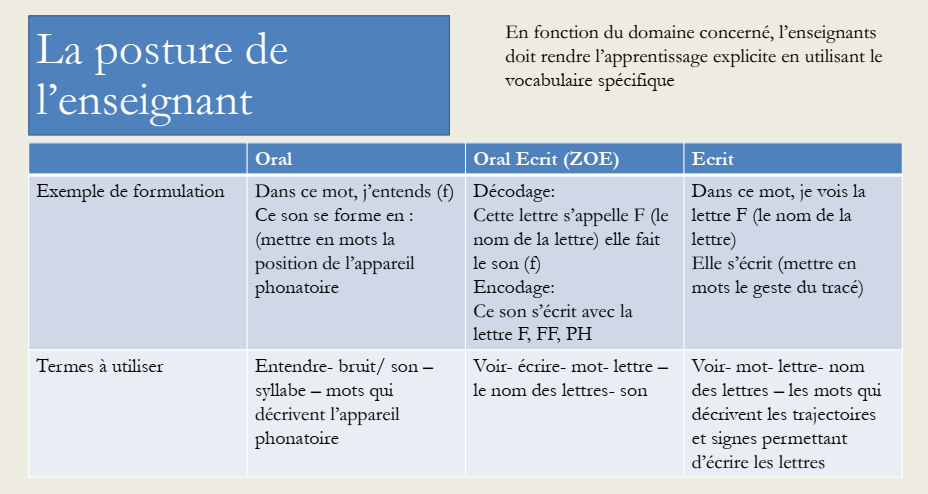 La posture de
l'enseignant
En fonction du domaine concerné, l'enseignants
doit rendre l'apprentissage explicite en utilisant le
vocabulaire spécifique
Oral
Oral Ecrit (ZOE)
Ecrit
Exemple de formulation
Dans ce mot, j'entends (f)
Ce son se forme en :
(mettre en mots la
position de l'appareil
phonatoire
Décodage:
Cette lettre s'appelle F (le
nom de la lettre) elle fait
le son (f)
Encodage:
Ce son s'écrit avec la
lettre F, FF, PH
Dans ce mot, je vois la
lettre F (le nom de la
lettre)
Elle s'écrit (mettre en
mots le geste du tracé)
Termes à utiliser
Entendre- bruit/ son –
syllabe – mots qui
décrivent l'appareil
phonatoire
Voir- écrire- mot- lettre –
le nom des lettres- son
Voir- mot- lettre- nom
des lettres – les mots qui
décrivent les trajectoires
et signes permettant
d'écrire les lettres